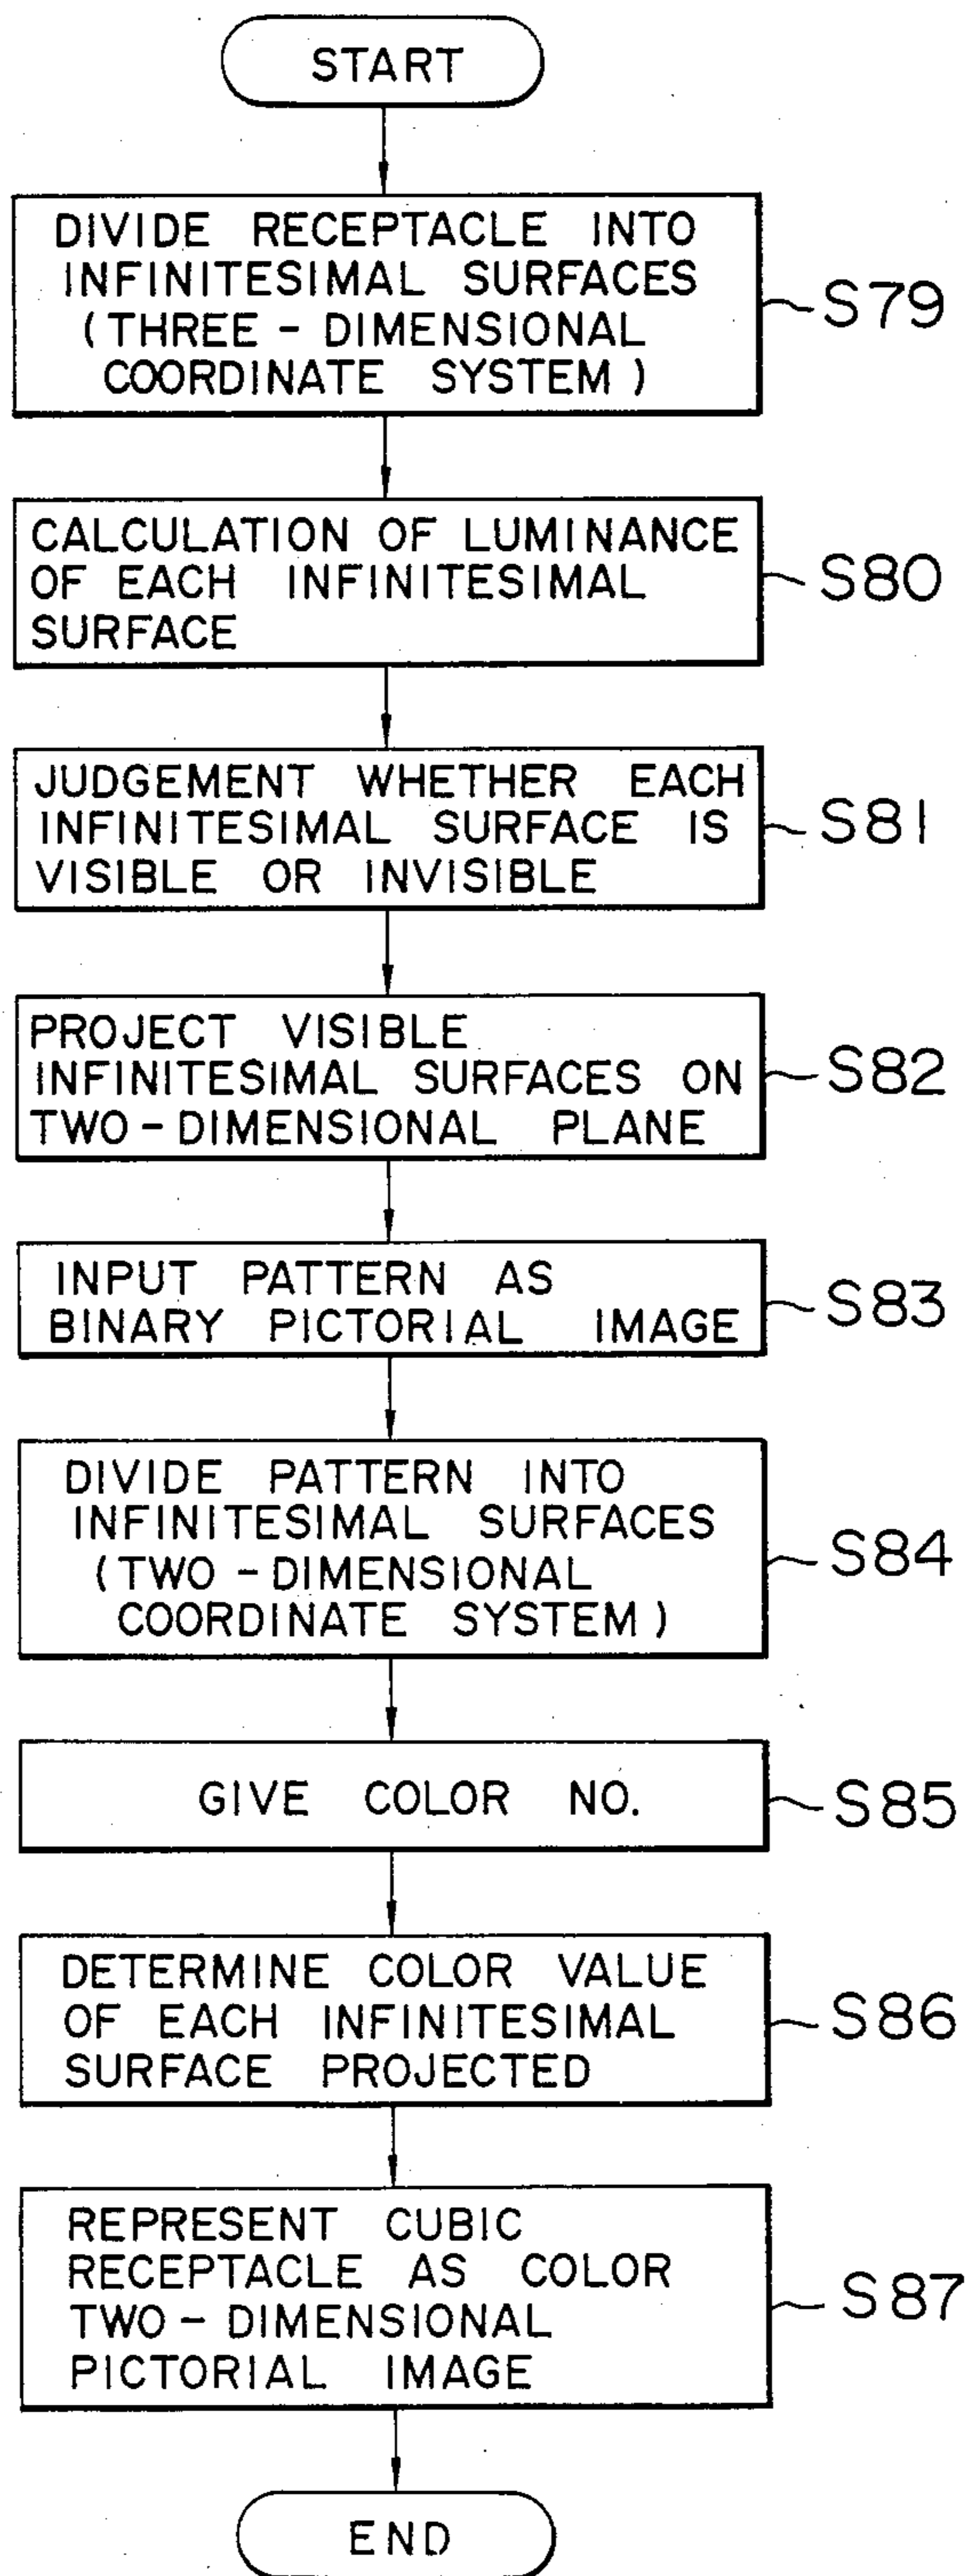 START
DIVIDE RECEPTACLE INTO
INFINITESIMAL SURFACES
(THREE-DIMENSIONAL
COORDINATE SYSTEM)
S79
CALCULATION OF LUMINANCE
OF EACH INFINITESIMAL
SURFACE
S80
JUDGEMENT WHETHER EACH
INFINITESIMAL SURFACE IS
VISIBLE OR INVISIBLE
S81
PROJECT VISIBLE
INFINITESIMAL SURFACES ON
TWO-DIMENSIONAL PLANE
S82
INPUT PATTERN AS
BINARY PICTORIAL IMAGE
S83
DIVIDE PATTERN INTO
INFINITESIMAL SURFACES
(TWO-DIMENSIONAL
COORDINATE SYSTEM)
S84
GIVE COLOR NO.
S85
DETERMINE COLOR VALUE
OF EACH INFINITESIMAL
SURFACE PROJECTED
S86
REPRESENT CUBIC
RECEPTACLE AS COLOR
TWO-DIMENSIONAL
PICTORIAL IMAGE
S87
END